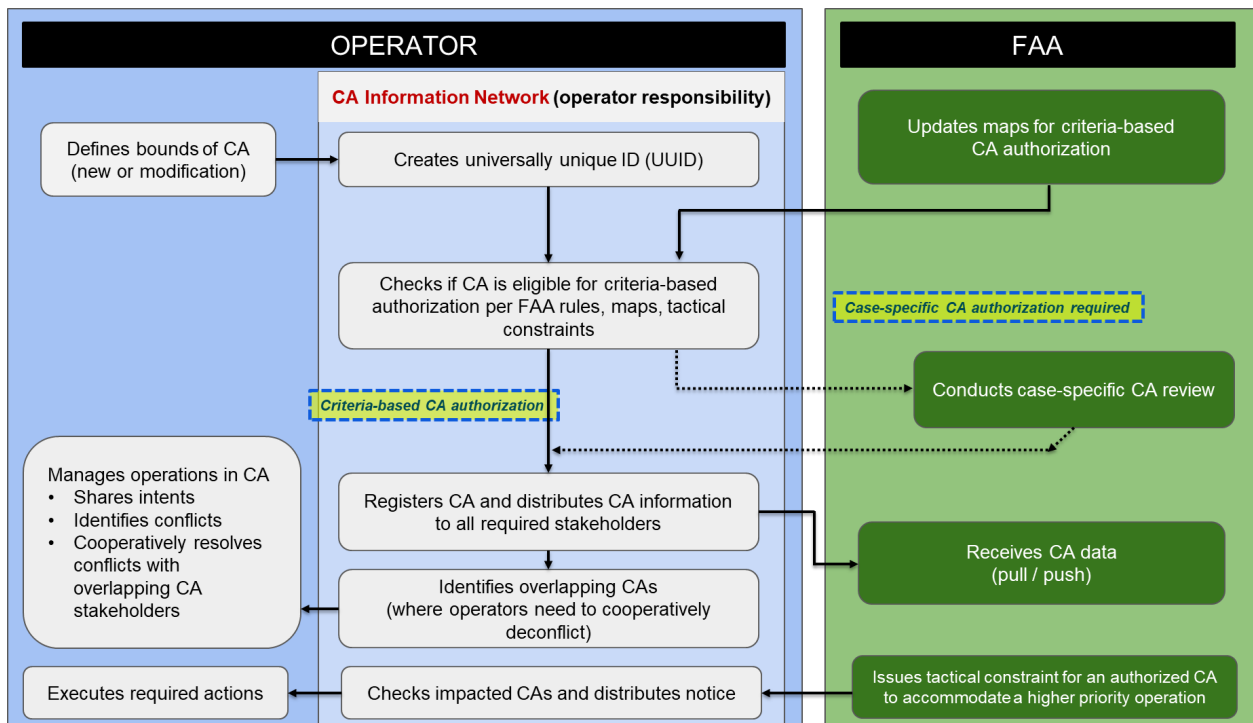 OPERATOR
FAA
CA Information Network (operator responsibility)
Defines bounds of CA
(new or modification)
Creates universally unique ID (UUID)
Updates maps for criteria-based
CA authorization
Checks if CA is eligible for criteria-based
authorization per FAA rules, maps, tactical
constraints
Case-specific CA authorization required
Conducts case-specific CA review
Criteria-based CA authorization
Manages operations in CA
• Shares intents
• Identifies conflicts
• Cooperatively resolves
conflicts with
overlapping CA
stakeholders
Registers CA and distributes CA information
to all required stakeholders
Receives CA data
(pull / push)
Identifies overlapping CAs
(where operators need to cooperatively
deconflict)
Executes required actions
Checks impacted CAs and distributes notice
Issues tactical constraint for an authorized CA
to accommodate a higher priority operation